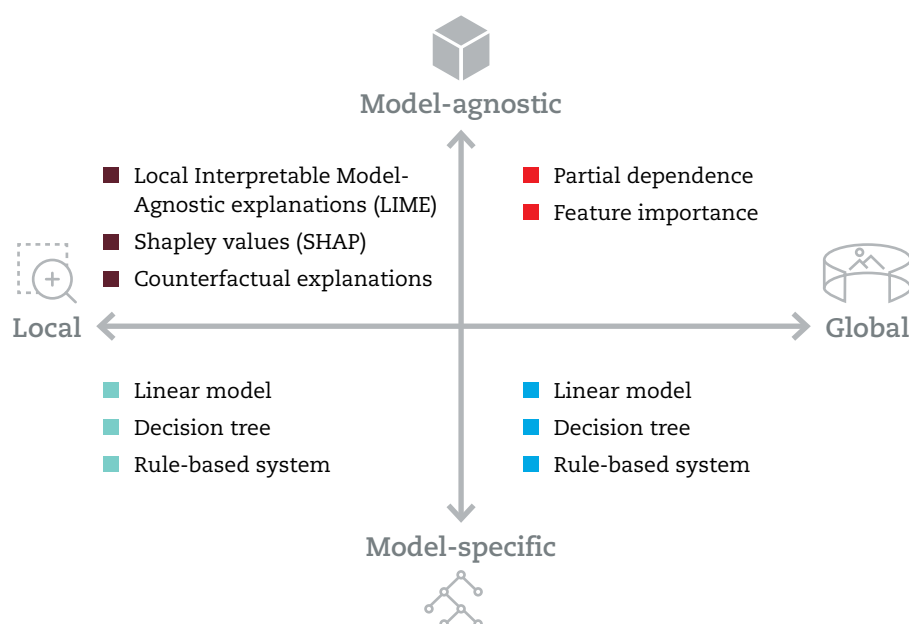 Model-agnostic
Local Interpretable Model-
Agnostic explanations (LIME)
Shapley values (SHAP)
Counterfactual explanations
Partial dependence
Feature importance
Local
Global
Linear model
Decision tree
Rule-based system
Linear model
Decision tree
Rule-based system
Model-specific